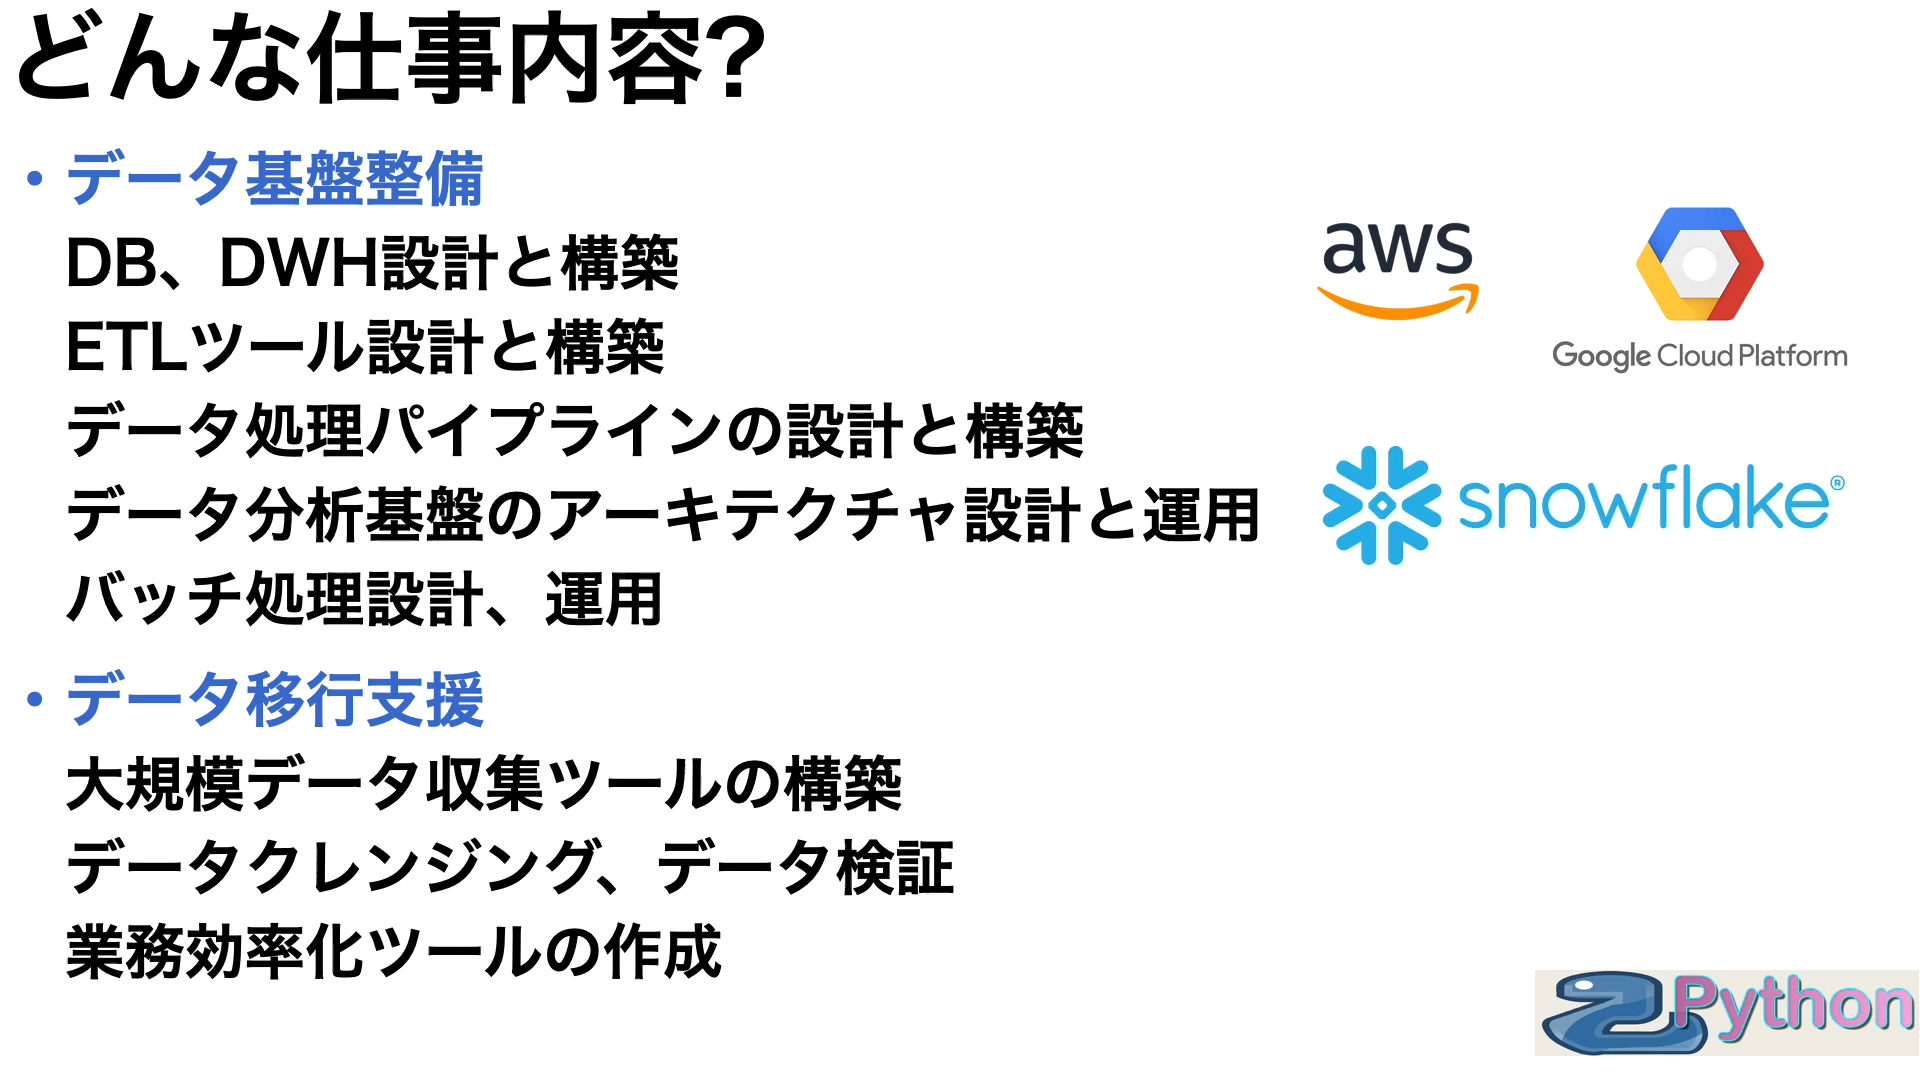 どんな仕事内容?
・データ基盤整備
DB、DWH設計と構築
ETLツール設計と構築
データ処理パイプラインの設計と構築
データ分析基盤のアーキテクチャ設計と運用
バッチ処理設計、運用
・データ移行支援
大規模データ収集ツールの構築
データクレンジング、データ検証
業務効率化ツールの作成
aws
Google Cloud Platform
snowflake®
Python